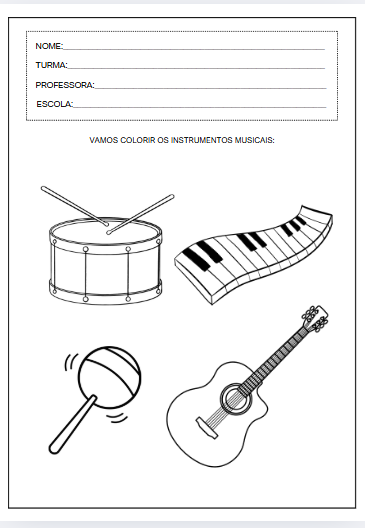 NOME:
TURMA:
PROFESSORA:
ESCOLA:
VAMOS COLORIR OS INSTRUMENTOS MUSICAIS: